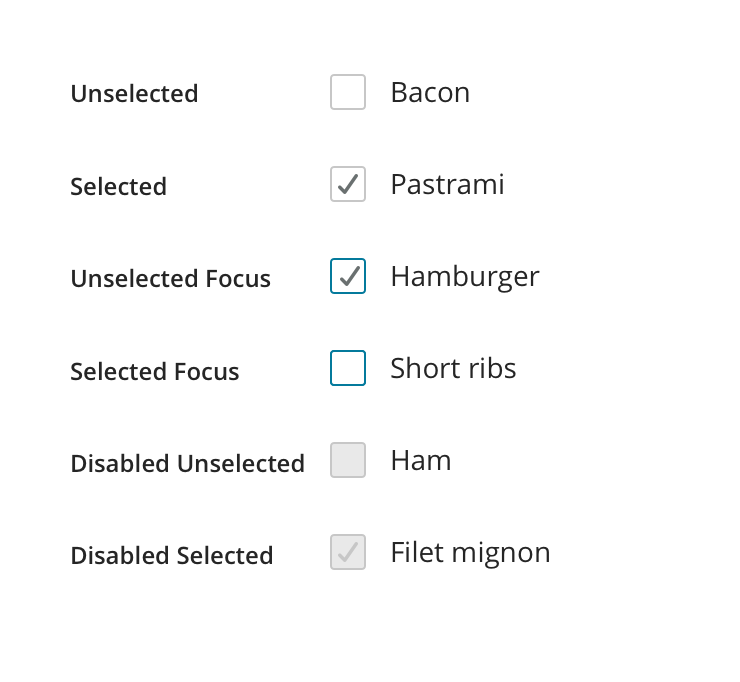 Unselected Bacon
Selected Pastrami
Unselected Focus Hamburger
Selected Focus Short ribs
Disabled Unselected Ham
Disabled Selected Filet mignon